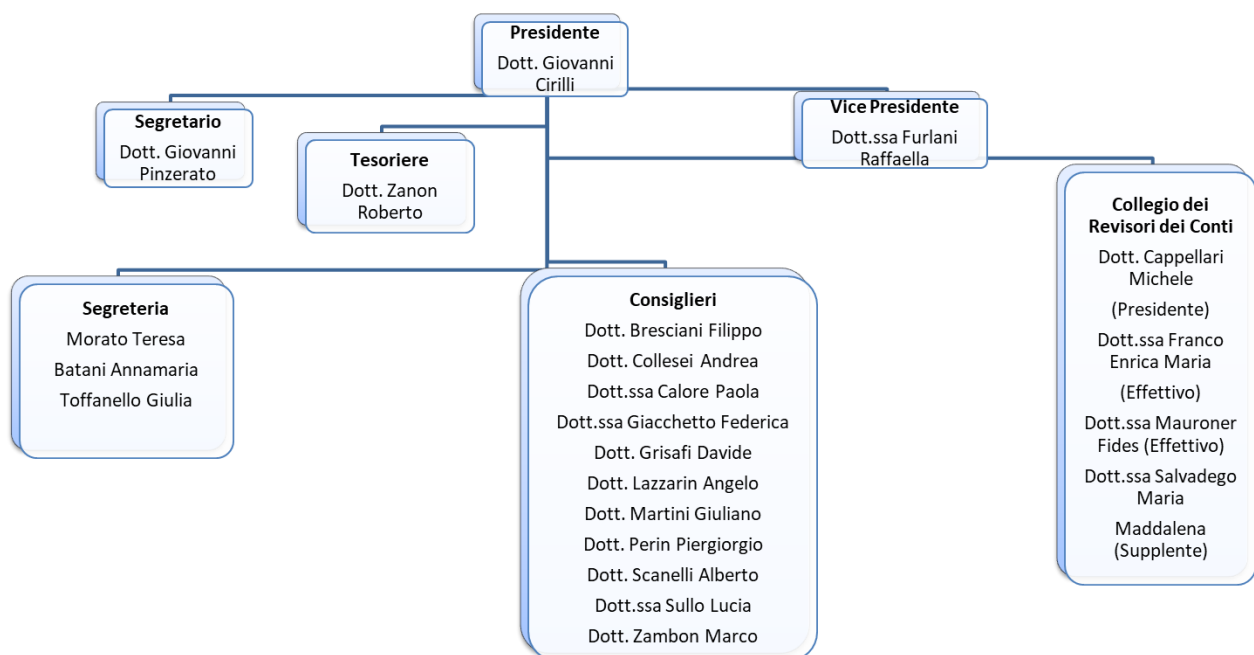 Presidente
Dott. Giovanni
Cirilli
Segretario
Dott. Giovanni
Pinzerato
Tesoriere
Dott. Zanon
Roberto
Vice Presidente
Dott.ssa Furlani
Raffaella
Collegio dei
Revisori dei Conti
Dott. Cappellari
Michele
(Presidente)
Dott.ssa Franco
Enrica Maria
(Effettivo)
Dott.ssa Mauroner
Fides (Effettivo)
Dott.ssa Salvadego
Maria
Maddalena
(Supplente)
Segreteria
Morato Teresa
Batani Annamaria
Toffanello Giulia
Consiglieri
Dott. Bresciani Filippo
Dott. Collesei Andrea
Dott.ssa Calore Paola
Dott.ssa Giacchetto Federica
Dott. Grisafi Davide
Dott. Lazzarin Angelo
Dott. Martini Giuliano
Dott. Perin Piergiorgio
Dott. Scanelli Alberto
Dott.ssa Sullo Lucia
Dott. Zambon Marco